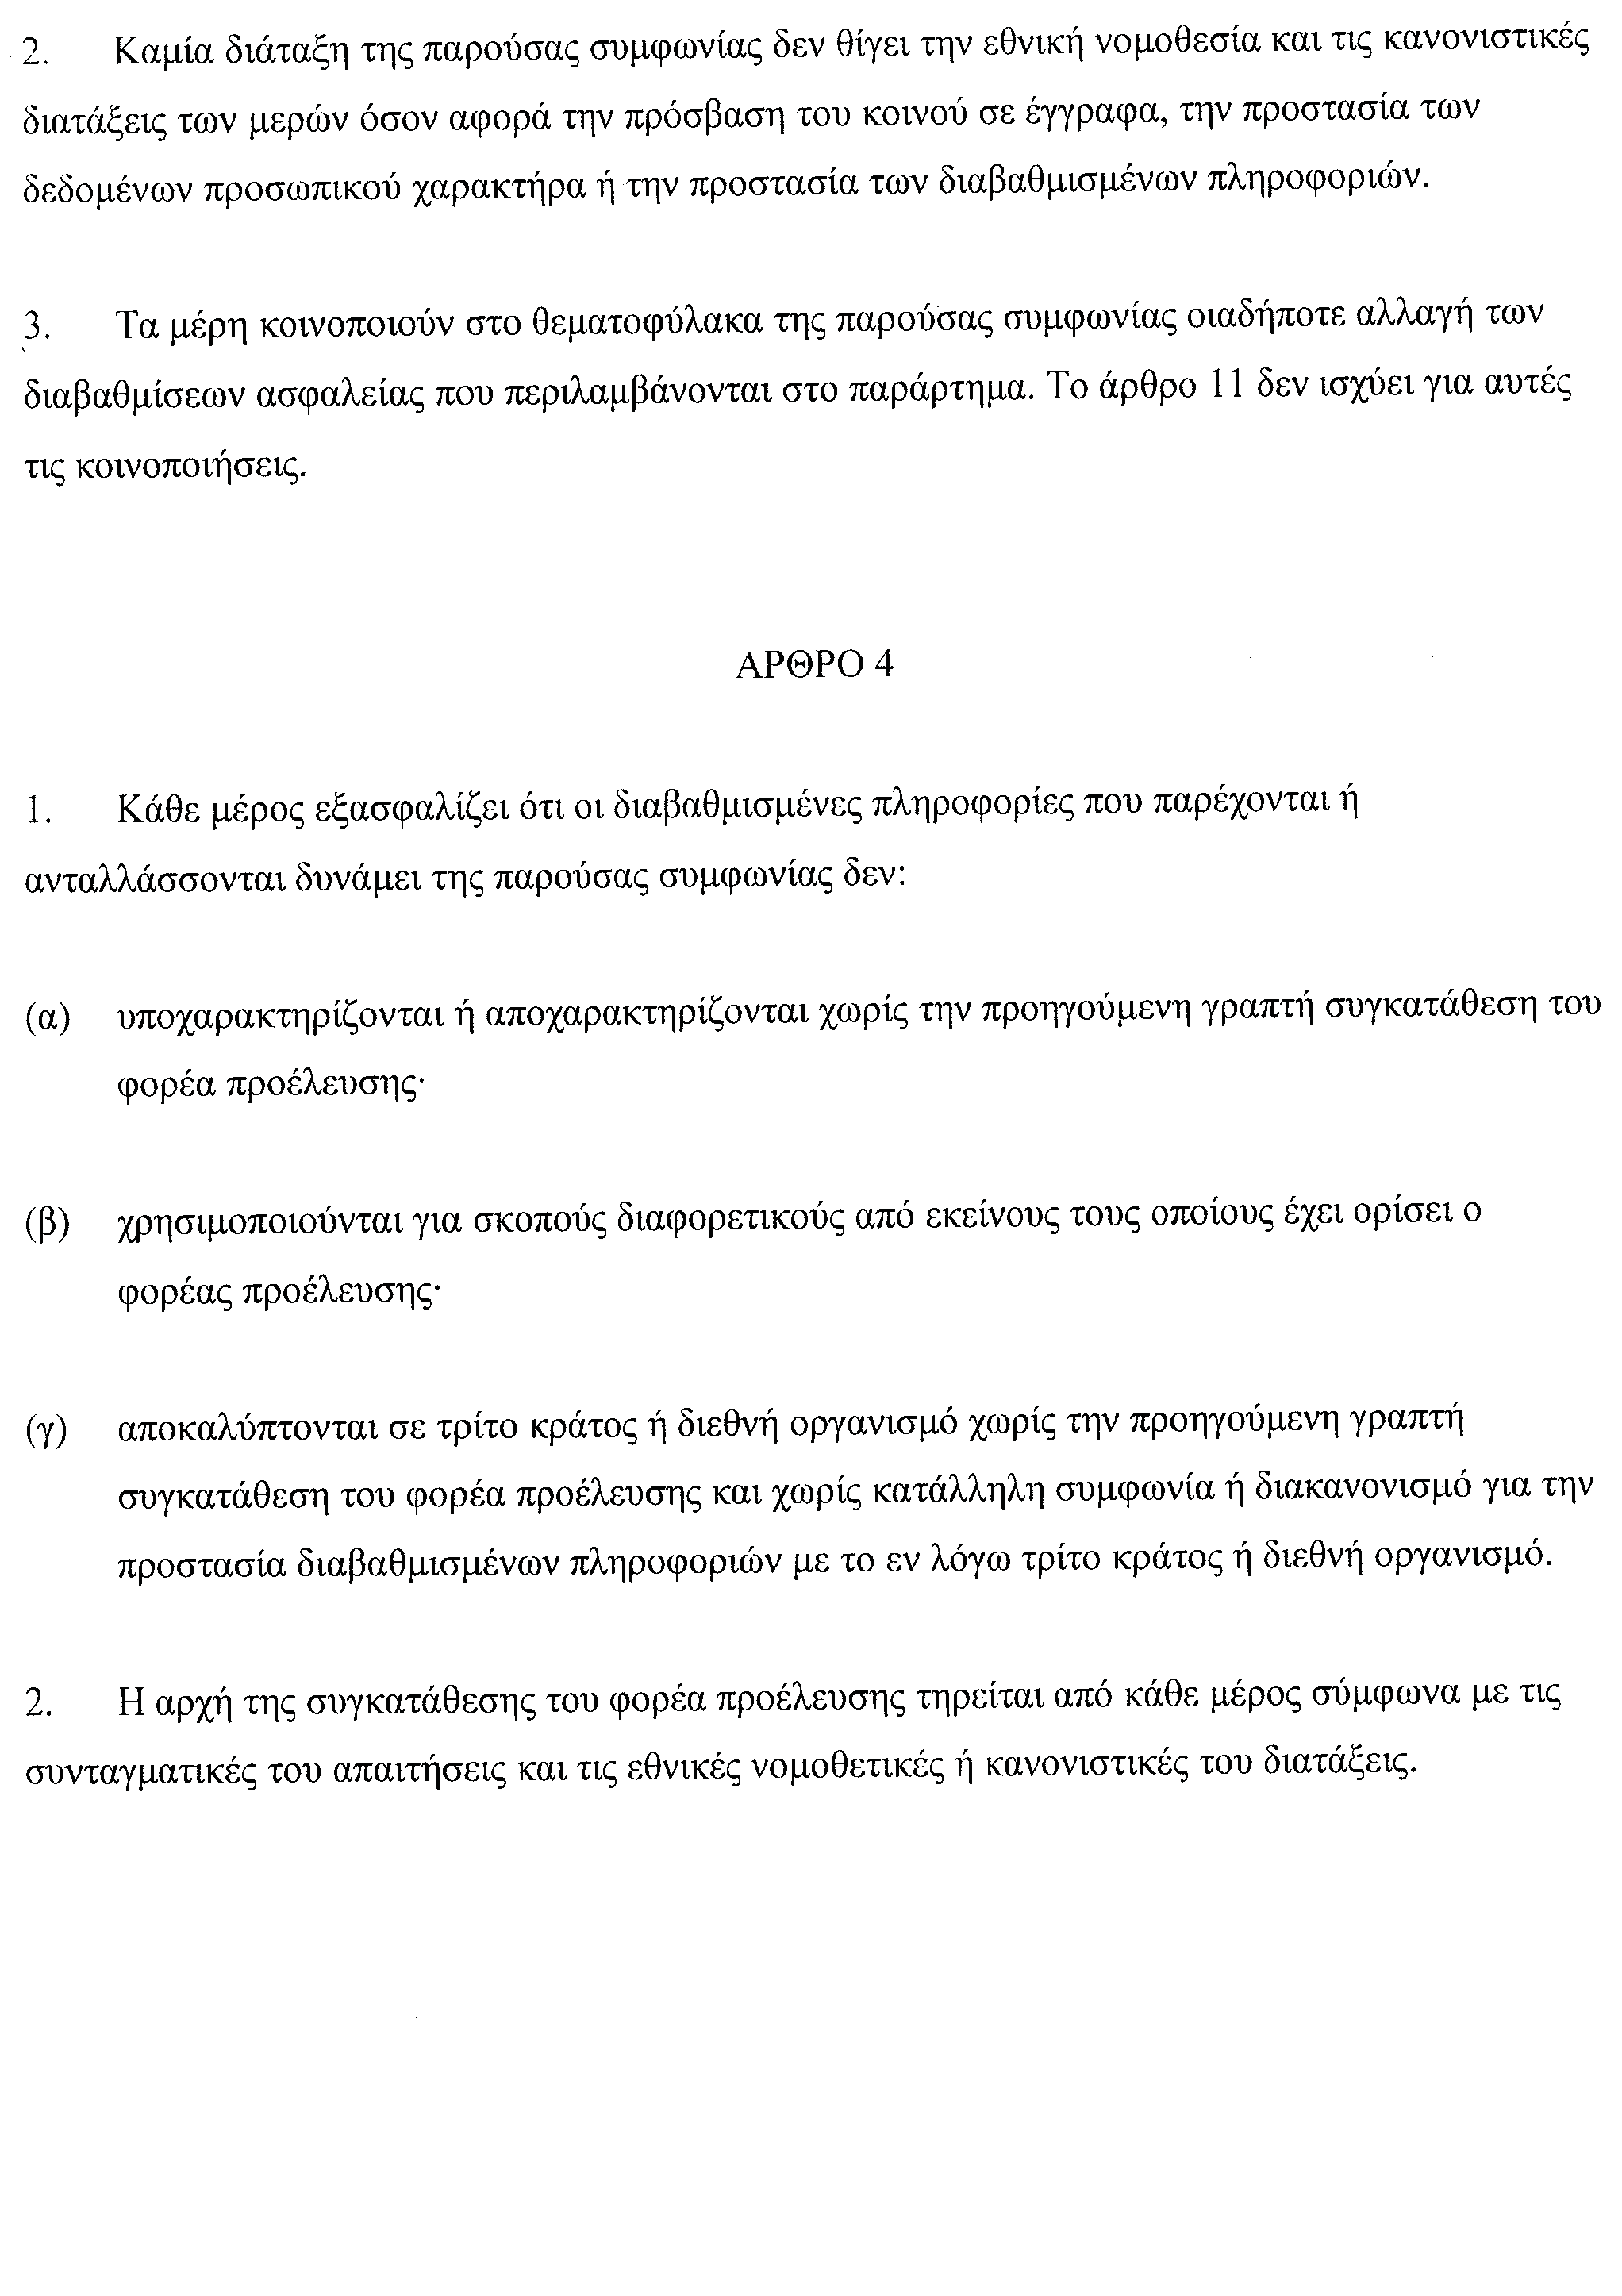 2. Καμία διάταξη της παρούσας συμφωνίας δεν θίγει την εθνική νομοθεσία και τις κανονιστικές
διατάξεις των μερών όσον αφορά την πρόσβαση του κοινού σε έγγραφα, την προστασία των
δεδομένων προσωπικού χαρακτήρα ή την προστασία των διαβαθμισμένων πληροφοριών.
3. Τα μέρη κοινοποιούν στο θεματοφύλακα της παρούσας συμφωνίας οιαδήποτε αλλαγή των
διαβαθμίσεων ασφαλείας που περιλαμβάνονται στο παράρτημα. Το άρθρο 11 δεν ισχύει για αυτές
τις κοινοποιήσεις.
ΑΡΘΡΟ 4
1. Κάθε μέρος εξασφαλίζει ότι οι διαβαθμισμένες πληροφορίες που παρέχονται ή
ανταλλάσσονται δυνάμει της παρούσας συμφωνίας δεν:
(α) υποχαρακτηρίζονται ή αποχαρακτηρίζονται χωρίς την προηγούμενη γραπτή συγκατάθεση του
φορέα προέλευσης·
(β) χρησιμοποιούνται για σκοπούς διαφορετικούς από εκείνους τους οποίους έχει ορίσει ο
φορέας προέλευσης·
(γ) αποκαλύπτονται σε τρίτο κράτος ή διεθνή οργανισμό χωρίς την προηγούμενη γραπτή
συγκατάθεση του φορέα προέλευσης και χωρίς κατάλληλη συμφωνία ή διακανονισμό για την
προστασία διαβαθμισμένων πληροφοριών με το εν λόγω τρίτο κράτος ή διεθνή οργανισμό.
2. Η αρχή της συγκατάθεσης του φορέα προέλευσης τηρείται από κάθε μέρος σύμφωνα με τις
συνταγματικές του απαιτήσεις και τις εθνικές νομοθετικές ή κανονιστικές του διατάξεις.